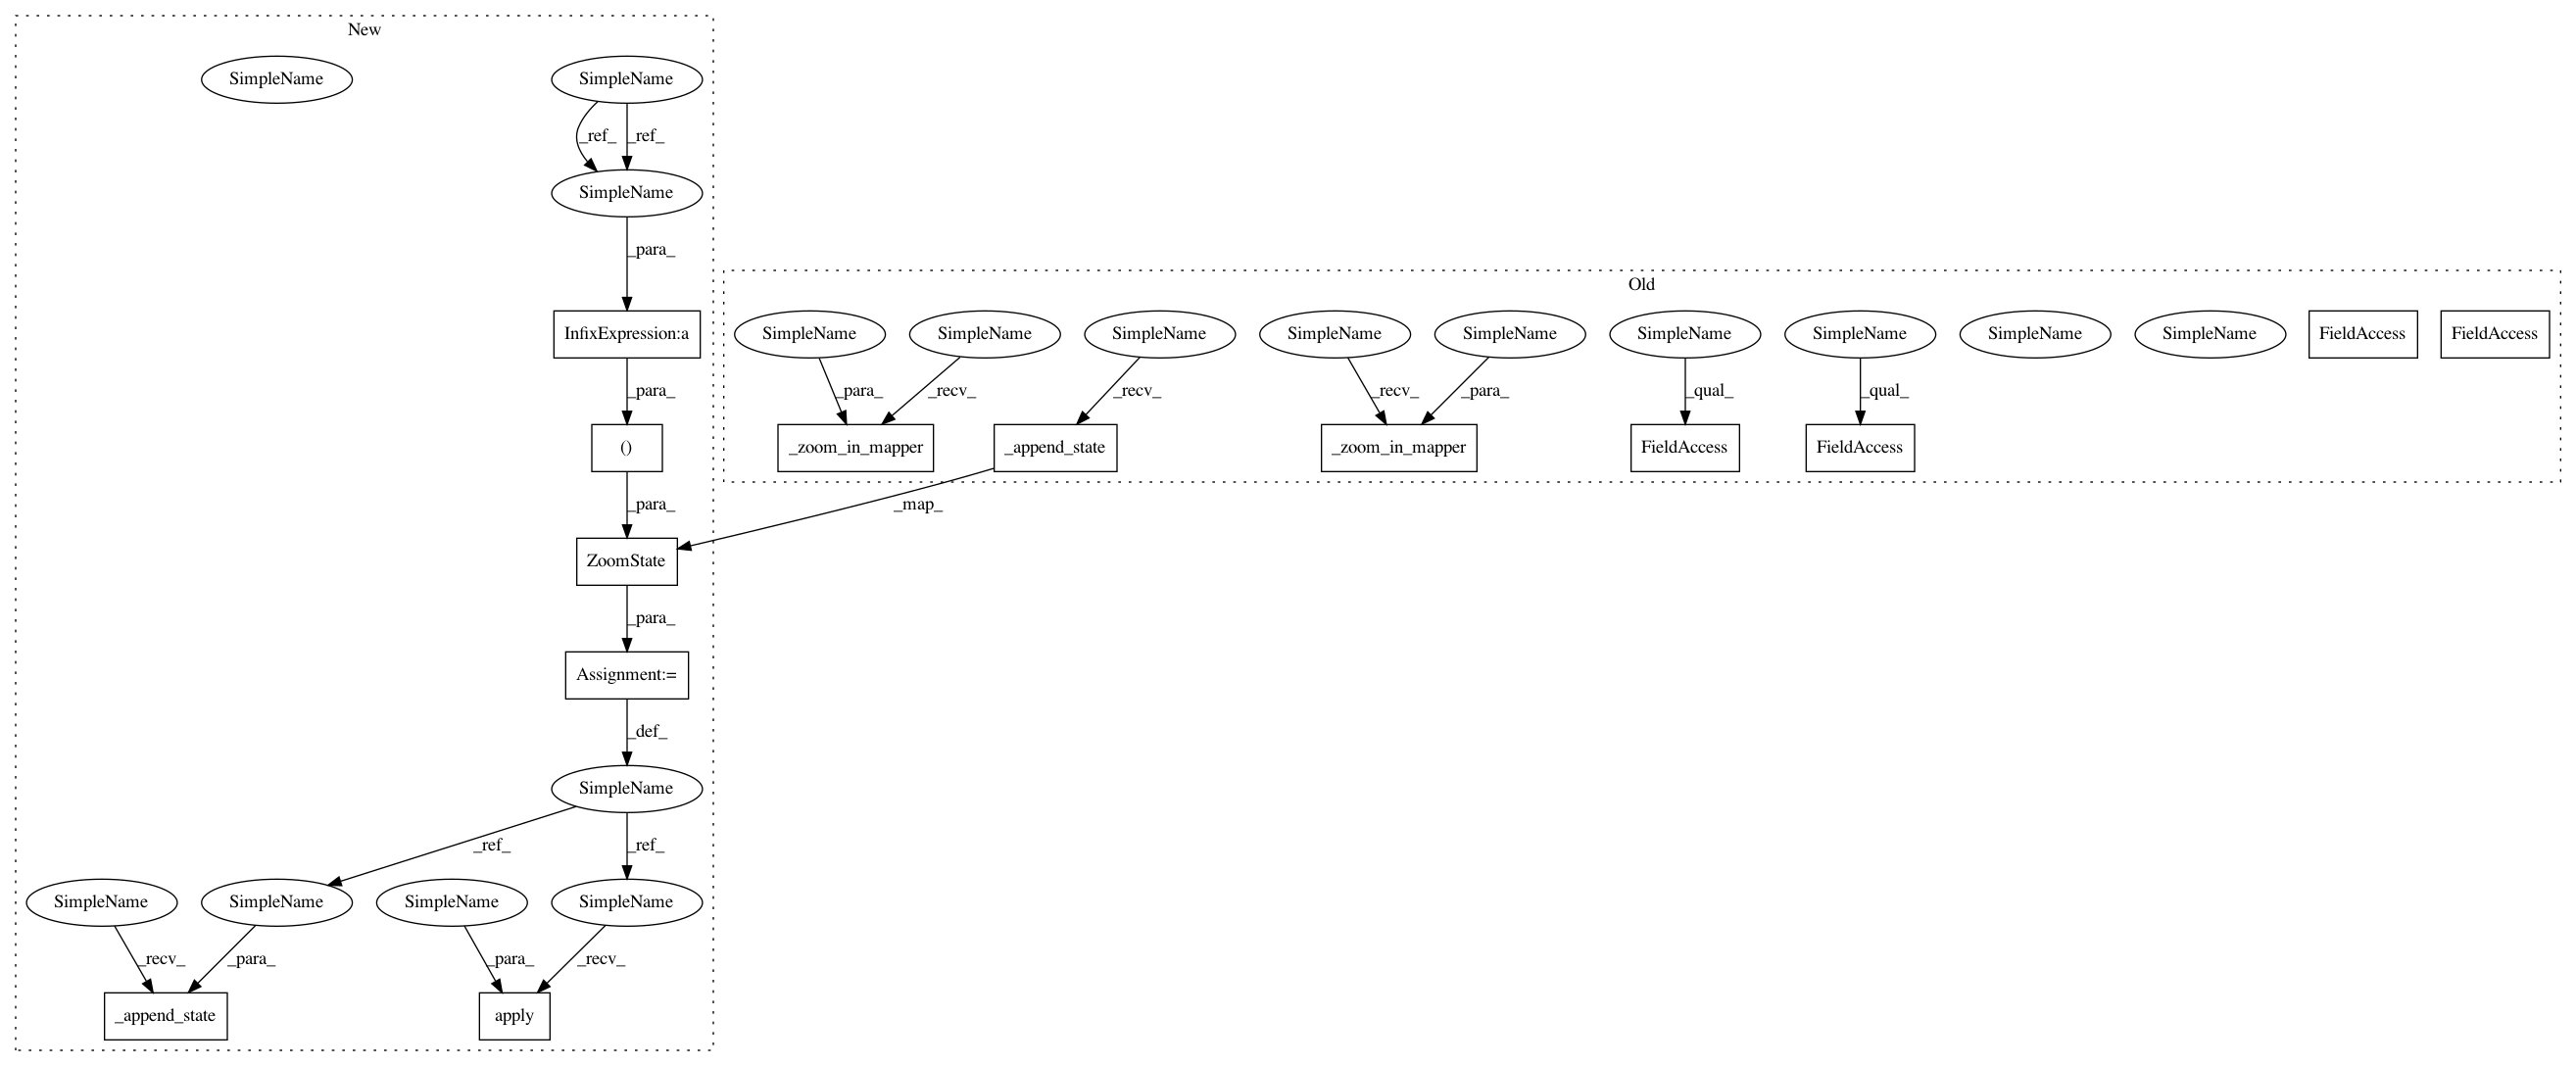 New
SimpleName SimpleName
_ref_ _ref_
SimpleName
_para_
Old
InfixExpression:a SimpleName SimpleName SimpleName SimpleName SimpleName SimpleName SimpleName SimpleName SimpleName FieldAccess FieldAccess
_para_ _para_ _recv_ _recv_ _recv_ _para_ _qual_ _qual_
() _zoom_in_mapper _append_state _zoom_in_mapper FieldAccess FieldAccess
_para_ _map_
ZoomState
_para_
Assignment:=
_def_
SimpleName
_ref_ _ref_
SimpleName SimpleName SimpleName SimpleName
_recv_ _para_ _para_ _recv_
_append_state apply